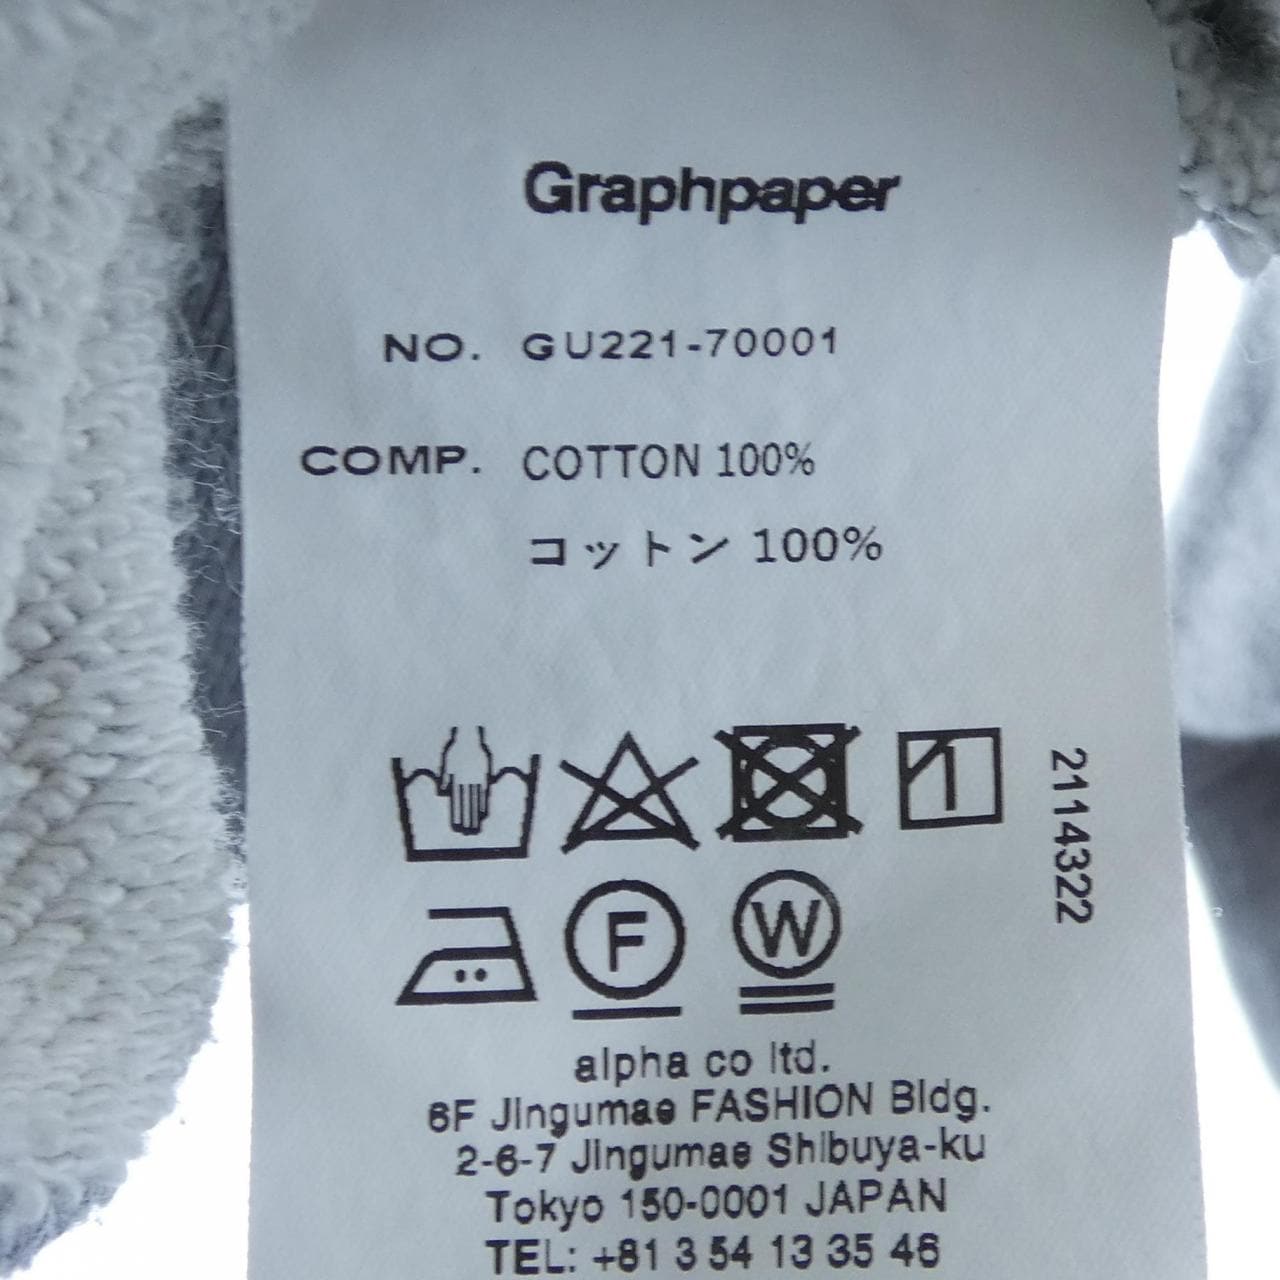 Graphpaper
NO. GU221-70001
COMP. COTTON 100%
コットン 100%
2114322
F
W
alpha co ltd.
6F Jingumae FASHION Bldg.
2-6-7 Jingumae Shibuya-ku
Tokyo 150-0001 JAPAN
TEL: +81 3 54 13 35 46